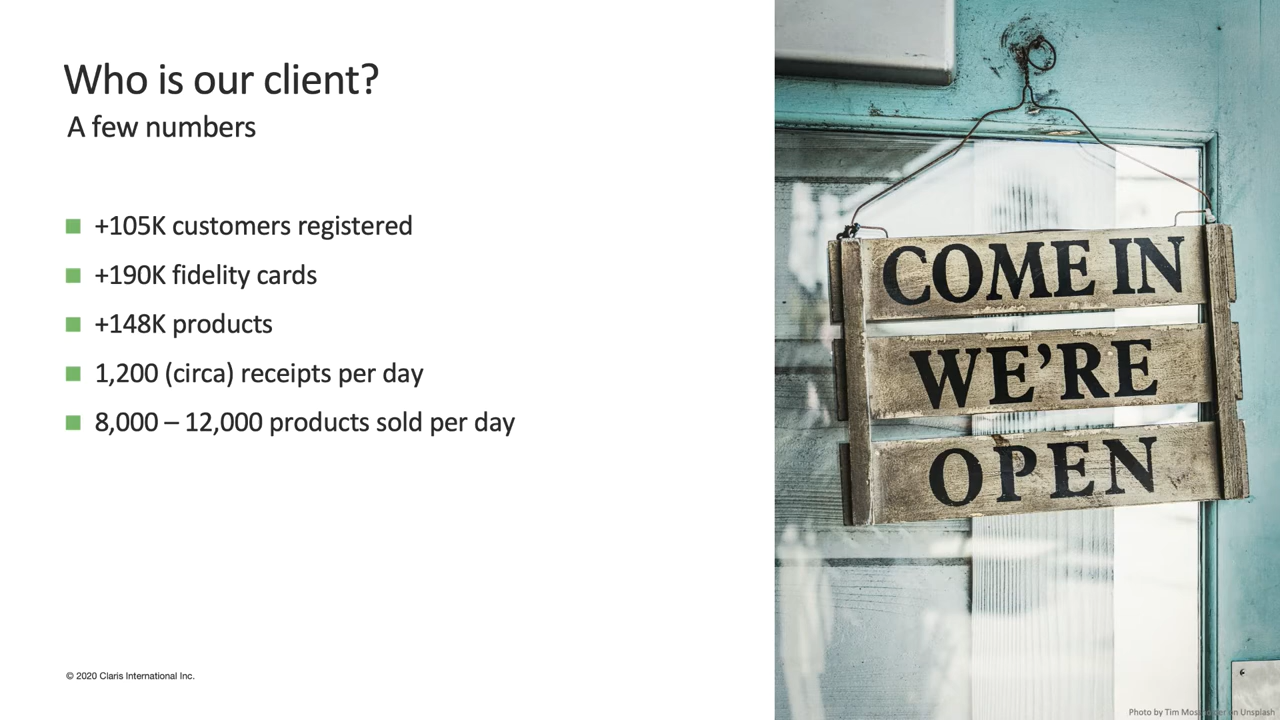 Who is our client?
A few numbers
+105K customers registered
+190K fidelity cards
+148K products
1,200 (circa) receipts per day
8,000 – 12,000 products sold per day
© 2020 Claris International Inc.
COME IN
WE’RE
OPEN
Photo by Tim on Unsplash